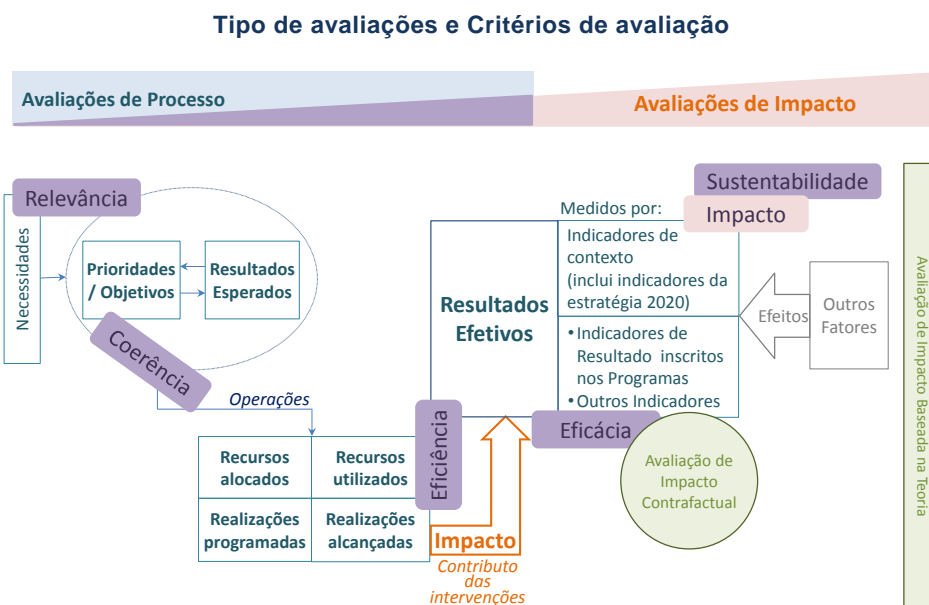 Tipo de avaliações e Critérios de avaliação
Avaliações de Processo
Avaliações de Impacto
Relevância
Necessidades
Prioridades
/ Objetivos
Resultados
Esperados
Coerência
Operações
Recursos
alocados
Recursos
utilizados
Realizações
programadas
Realizações
alcançadas
Eficiência
Resultados
Efetivos
Medidos por:
Indicadores de
contexto
(inclui indicadores da
estratégia 2020)
•Indicadores de
Resultado inscritos
nos Programas
•Outros Indicadores
Sustentabilidade
Impacto
Efeitos
Outros
Fatores
Eficácia
Avaliação de
Impacto
Contrafactual
Impacto
Contributo
das
intervenções
Avaliação de Impacto Baseada na Teoria